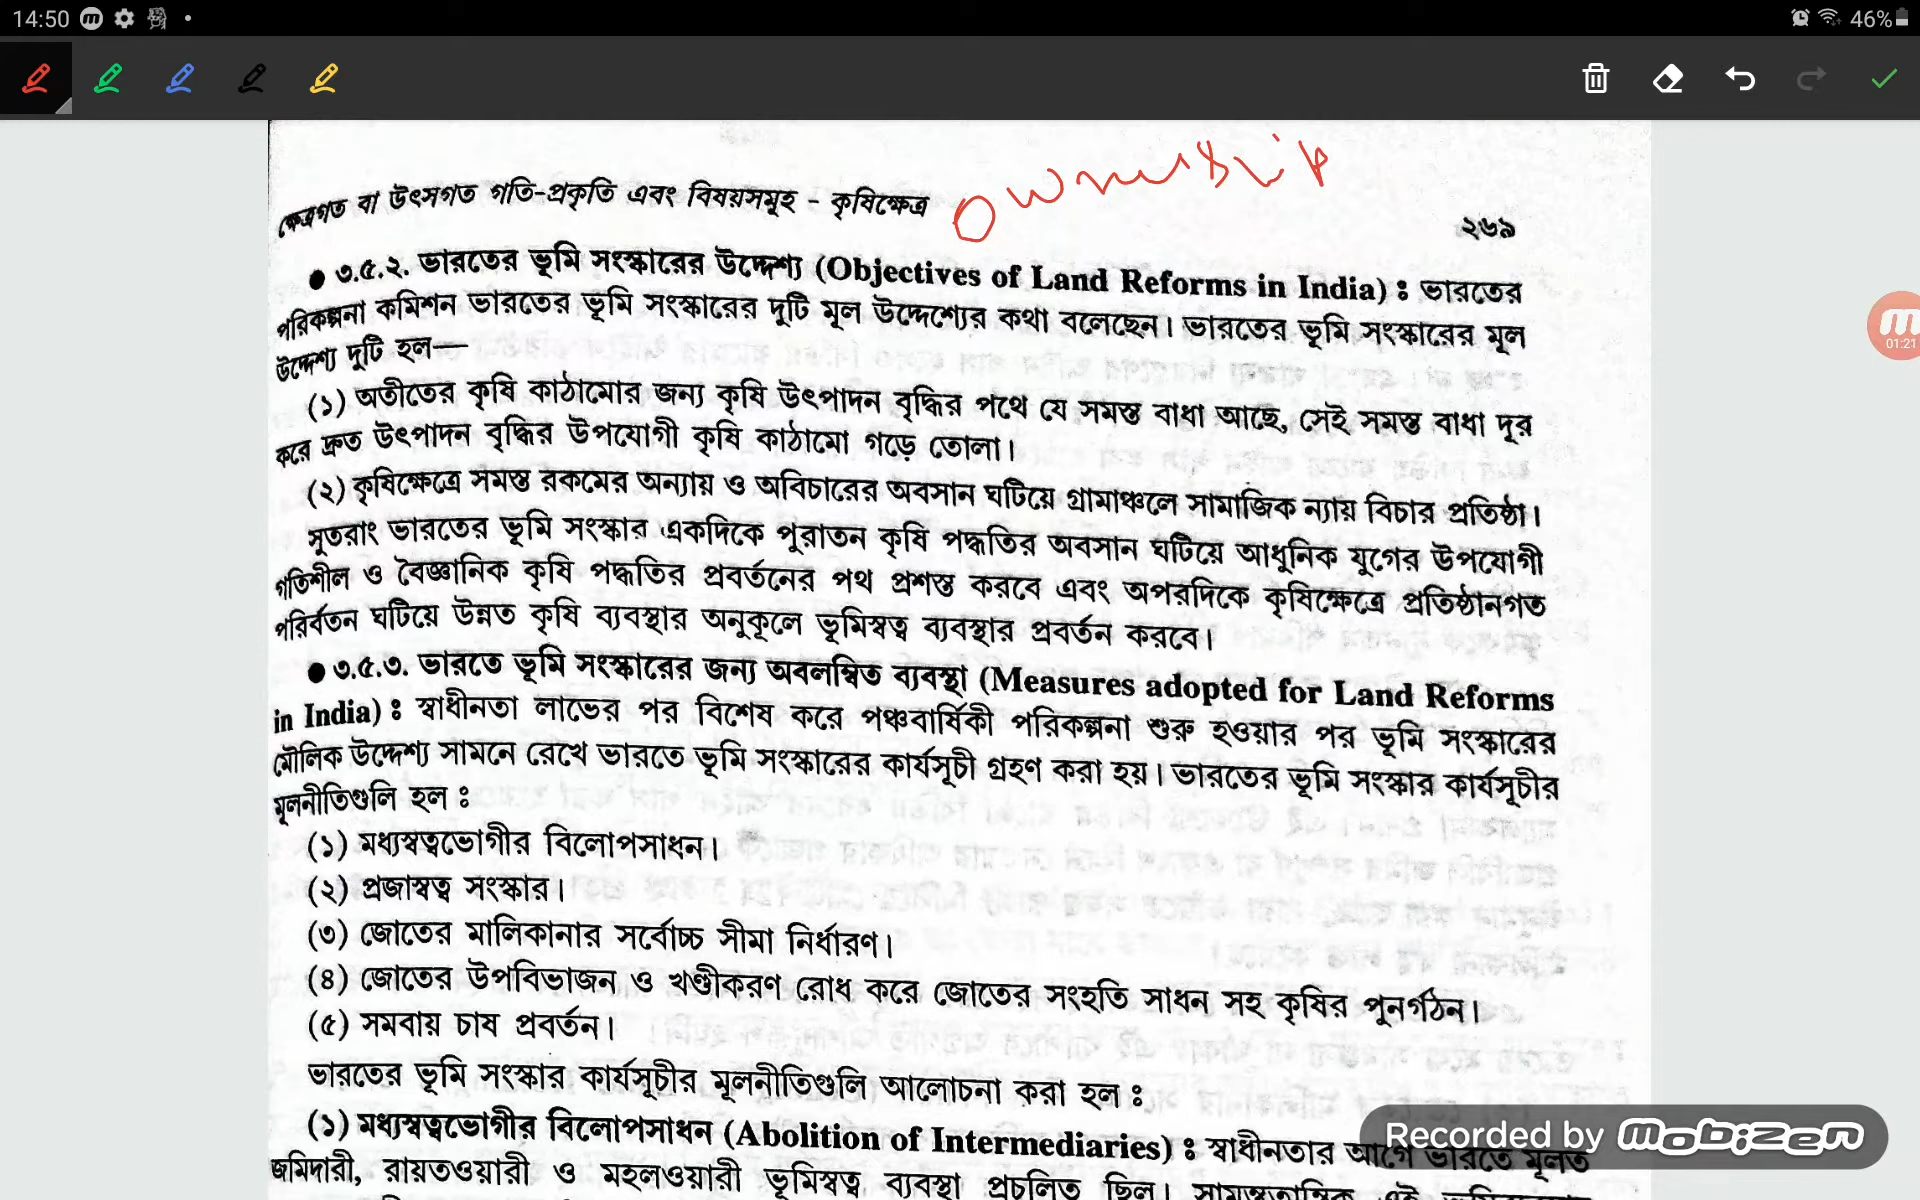 14:50
46%
ownership
ক্ষেত্রগত বা উৎসগত গতি-প্রকৃতি এবং বিষয়সমূহ - কৃষিক্ষেত্র
২৬৯
● ৩.৫.২. ভারতের ভূমি সংস্কারের উদ্দেশ্য (Objectives of Land Reforms in India) ঃ ভারতের
পরিকল্পনা কমিশন ভারতের ভূমি সংস্কারের দুটি মূল উদ্দেশ্যের কথা বলেছেন। ভারতের ভূমি সংস্কারের মূল
উদ্দেশ্য দুটি হল—
(১) অতীতের কৃষি কাঠামোর জন্য কৃষি উৎপাদন বৃদ্ধির পথে যে সমস্ত বাধা আছে, সেই সমস্ত বাধা দূর
করে দ্রুত উৎপাদন বৃদ্ধির উপযোগী কৃষি কাঠামো গড়ে তোলা।
(২) কৃষিক্ষেত্রে সমস্ত রকমের অন্যায় ও অবিচারের অবসান ঘটিয়ে গ্রামাঞ্চলে সামাজিক ন্যায় বিচার প্রতিষ্ঠা।
সুতরাং ভারতের ভূমি সংস্কার একদিকে পুরাতন কৃষি পদ্ধতির অবসান ঘটিয়ে আধুনিক যুগের উপযোগী
গতিশীল ও বৈজ্ঞানিক কৃষি পদ্ধতির প্রবর্তনের পথ প্রশস্ত করবে এবং অপরদিকে কৃষিক্ষেত্রে প্রতিষ্ঠানগত
পরিবর্তন ঘটিয়ে উন্নত কৃষি ব্যবস্থার অনুকূলে ভূমিস্বত্ব ব্যবস্থার প্রবর্তন করবে।
● ৩.৫.৩. ভারতে ভূমি সংস্কারের জন্য অবলম্বিত ব্যবস্থা (Measures adopted for Land Reforms
in India) ঃ স্বাধীনতা লাভের পর বিশেষ করে পঞ্চবার্ষিকী পরিকল্পনা শুরু হওয়ার পর ভূমি সংস্কারের
মৌলিক উদ্দেশ্য সামনে রেখে ভারতে ভূমি সংস্কারের কার্যসূচী গ্রহণ করা হয়। ভারতের ভূমি সংস্কার কার্যসূচীর
মূলনীতিগুলি হল ঃ
(১) মধ্যস্বত্বভোগীর বিলোপসাধন।
(২) প্রজাস্বত্ব সংস্কার।
(৩) জোতের মালিকানার সর্বোচ্চ সীমা নির্ধারণ।
(৪) জোতের উপবিভাজন ও খণ্ডীকরণ রোধ করে জোতের সংহতি সাধন সহ কৃষির পুনর্গঠন।
(৫) সমবায় চাষ প্রবর্তন।
ভারতের ভূমি সংস্কার কার্যসূচীর মূলনীতিগুলি আলোচনা করা হল ঃ
(১) মধ্যস্বত্বভোগীর বিলোপসাধন (Abolition of Intermediaries) ঃ স্বাধীনতার আগে ভারতে মূলত
জমিদারী, রায়তওয়ারী ও মহলওয়ারী ভূমিস্বত্ব ব্যবস্থা প্রচলিত ছিল। সামন্ততান্ত্রিক এই
01:21
Recorded by mobizen